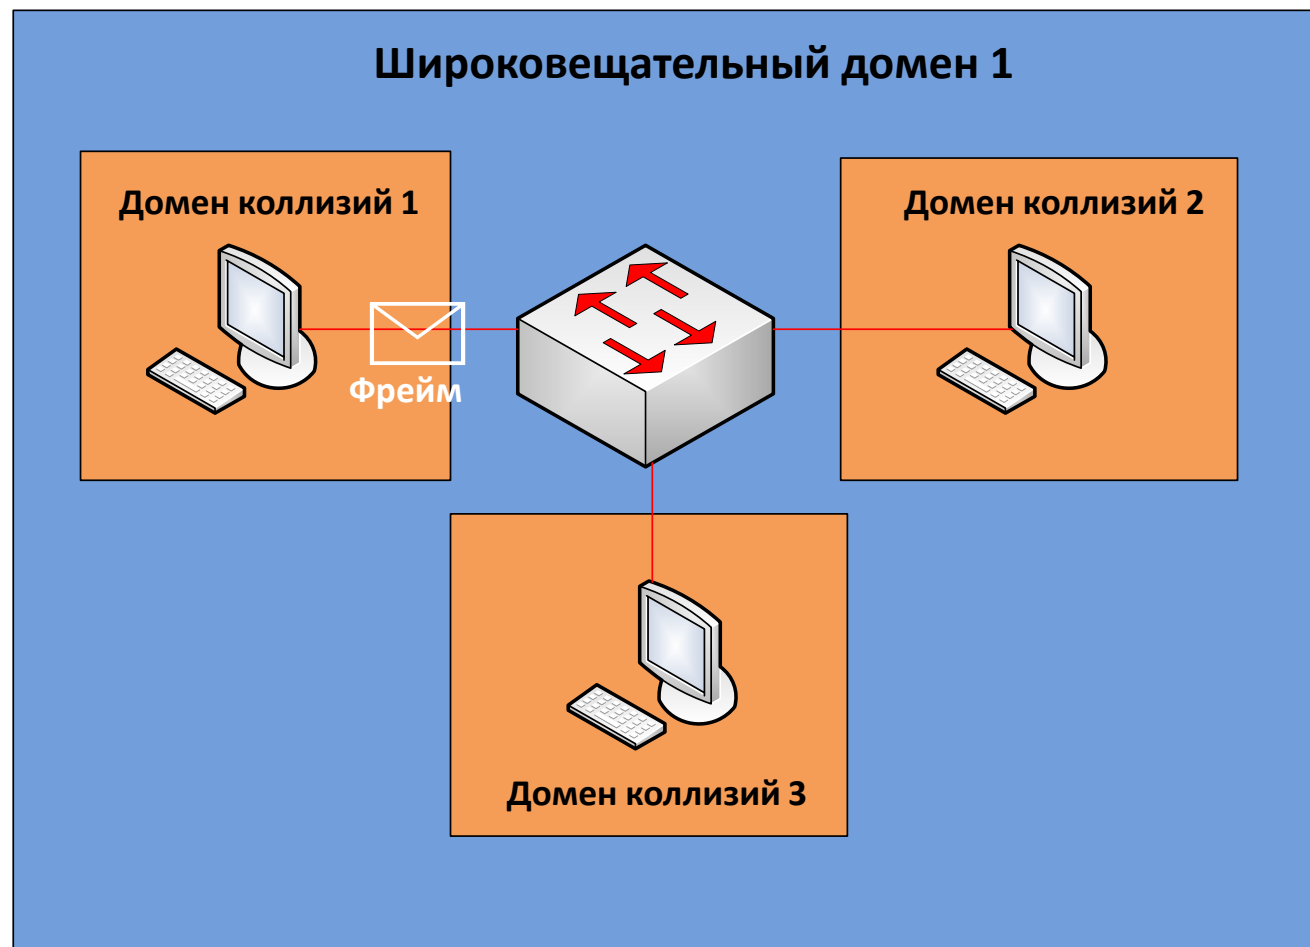 Широковещательный домен 1
Домен коллизий 1
Домен коллизий 2
Фрейм
Домен коллизий 3